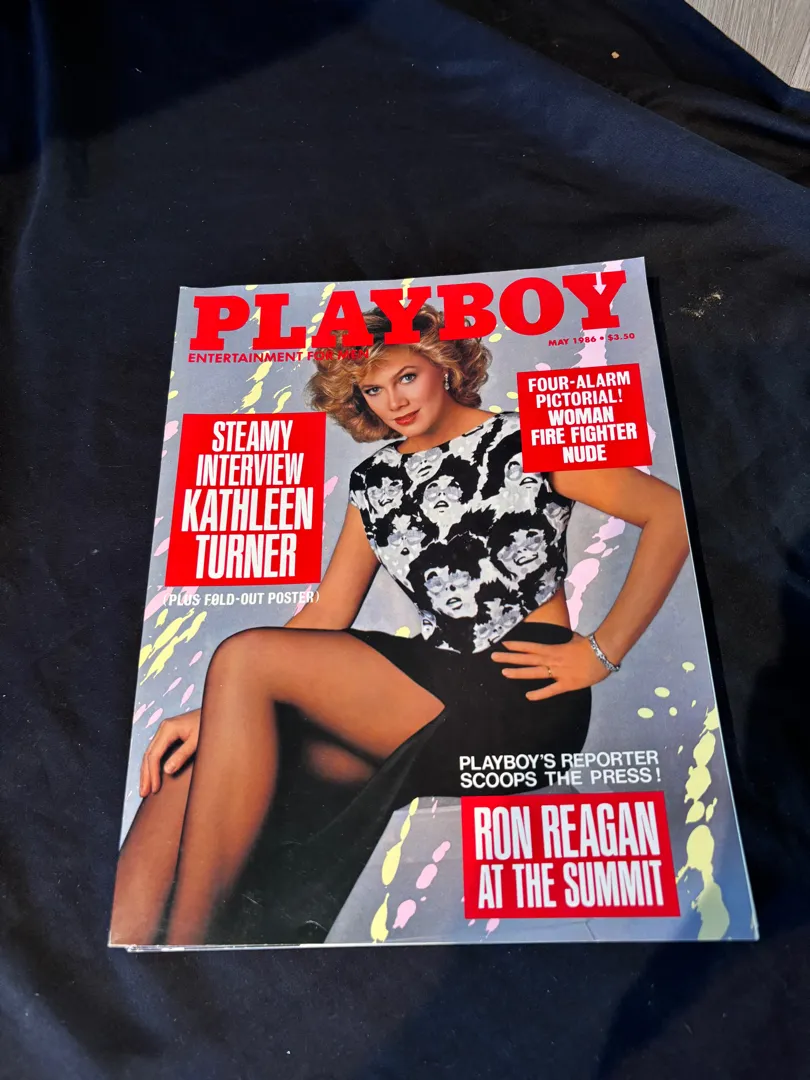 PLAYBOY
ENTERTAINMENT FOR MEN
MAY 1986 • $3.50
FOUR-ALARM
PICTORIAL!
WOMAN
FIRE FIGHTER
NUDE
STEAMY
INTERVIEW
KATHLEEN
TURNER
(PLUS FOLD-OUT POSTER)
PLAYBOY'S REPORTER
SCOOPS THE PRESS!
RON REAGAN
AT THE SUMMIT